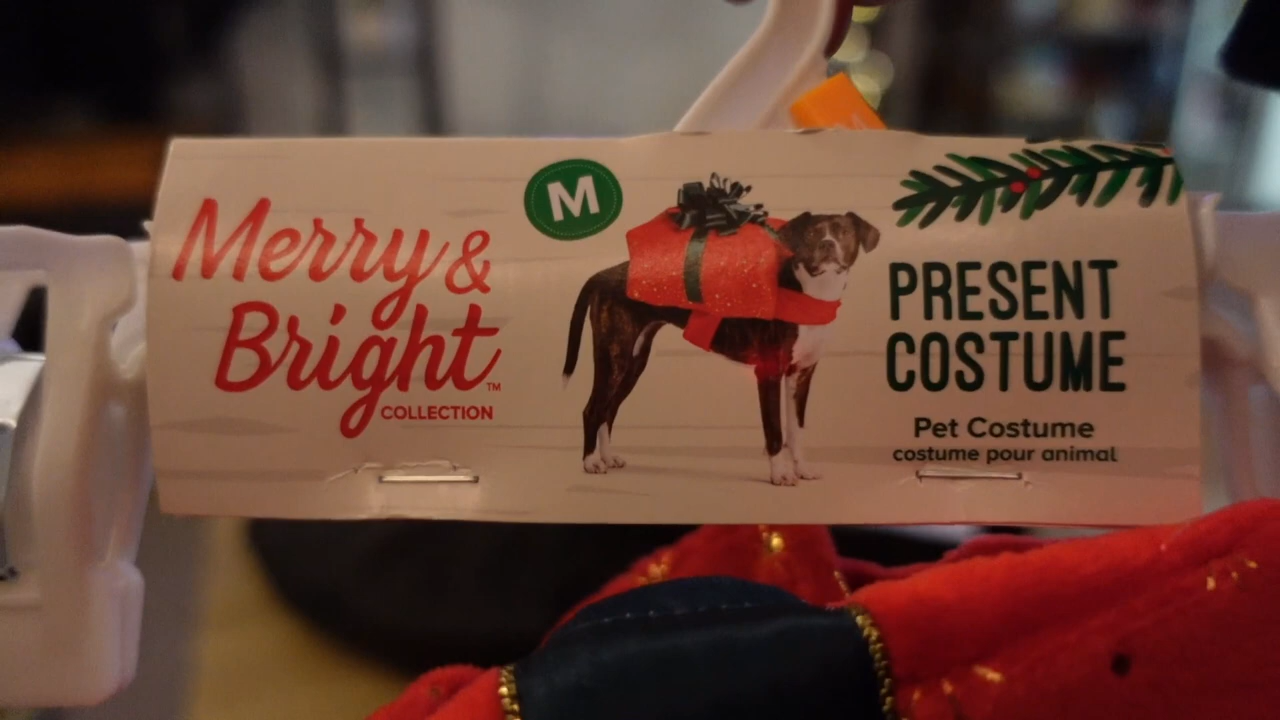 Merry &
Bright™
COLLECTION
M
PRESENT
COSTUME
Pet Costume
costume pour animal